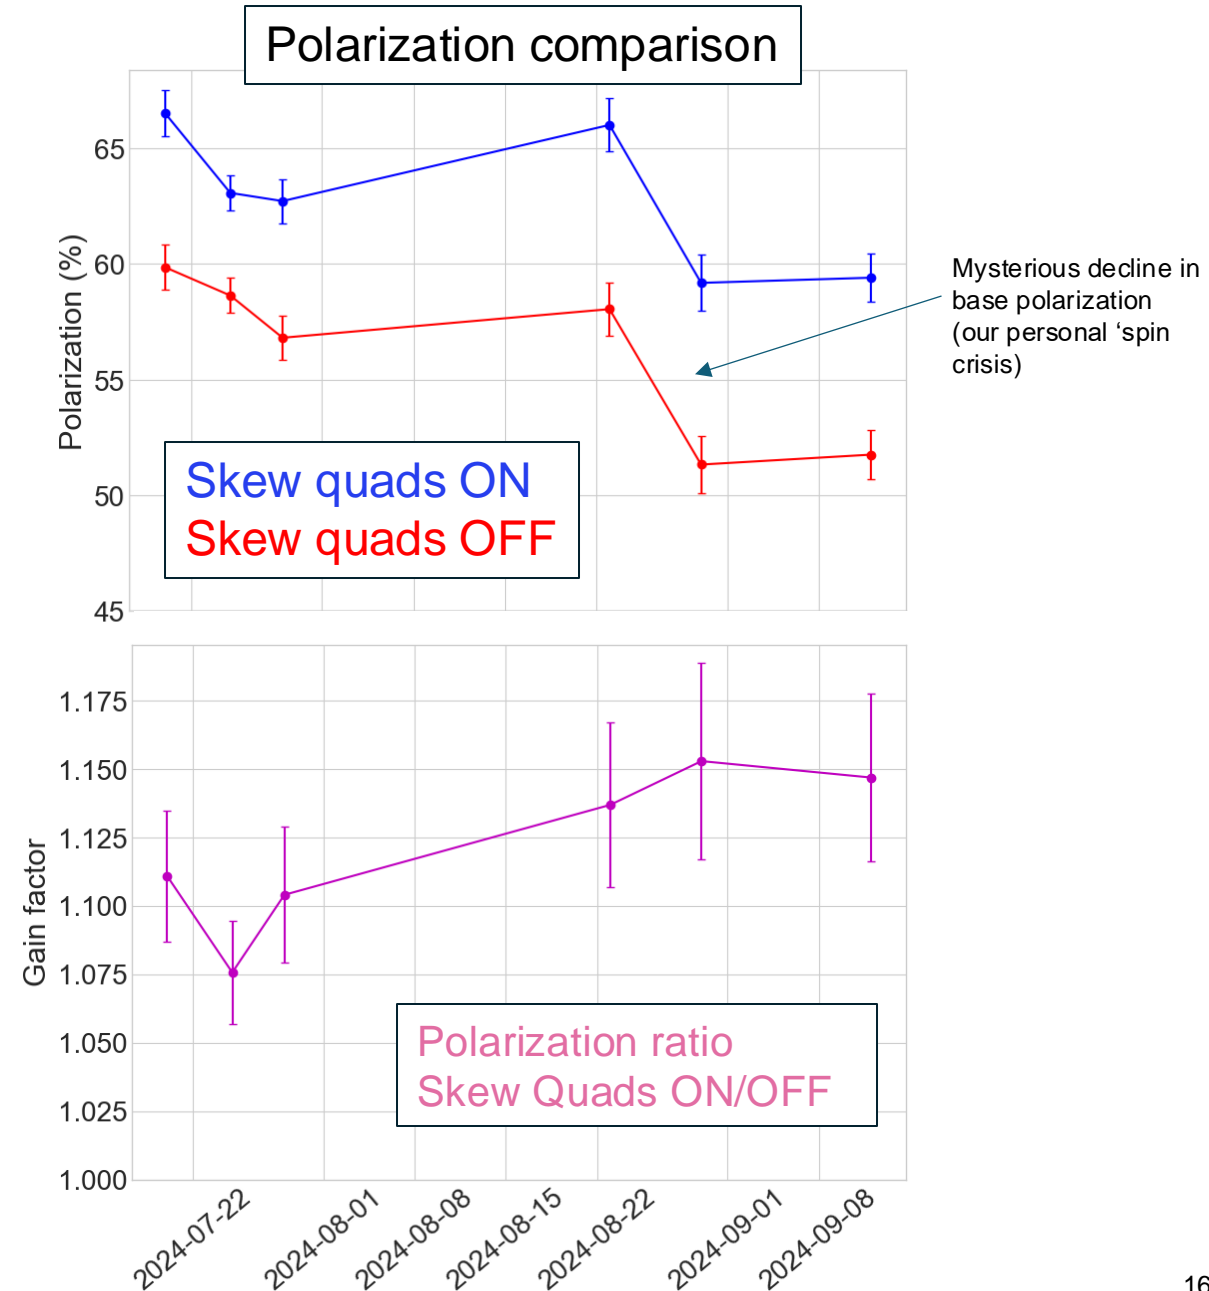 Polarization comparison
65
60
55
50
45
Polarization (%)
Skew quads ON
Skew quads OFF
Mysterious decline in
base polarization
(our personal ‘spin
crisis)
1.175
1.150
1.125
1.100
1.075
1.050
1.025
1.000
Gain factor
Polarization ratio
Skew Quads ON/OFF
2024-07-22
2024-08-01
2024-08-08
2024-08-15
2024-08-22
2024-09-01
2024-09-08
16